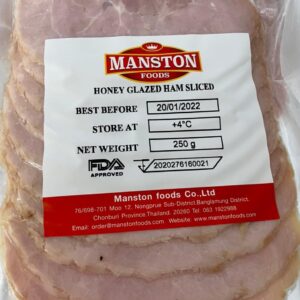 MANSTON
FOODS
HONEY GLAZED HAM SLICED
BEST BEFORE 20/01/2022
STORE AT +4°C
NET WEIGHT 250 g
FDA APPROVED 2020276160021
Manston foods Co.,Ltd
76/698-701 Moo 12, Nongprue Sub-District,Banglamung District,
Chonburi Province,Thailand. 20260 Tel: 063 1922988
Email: order@manstonfoods.com Website: www.manstonfoods.com